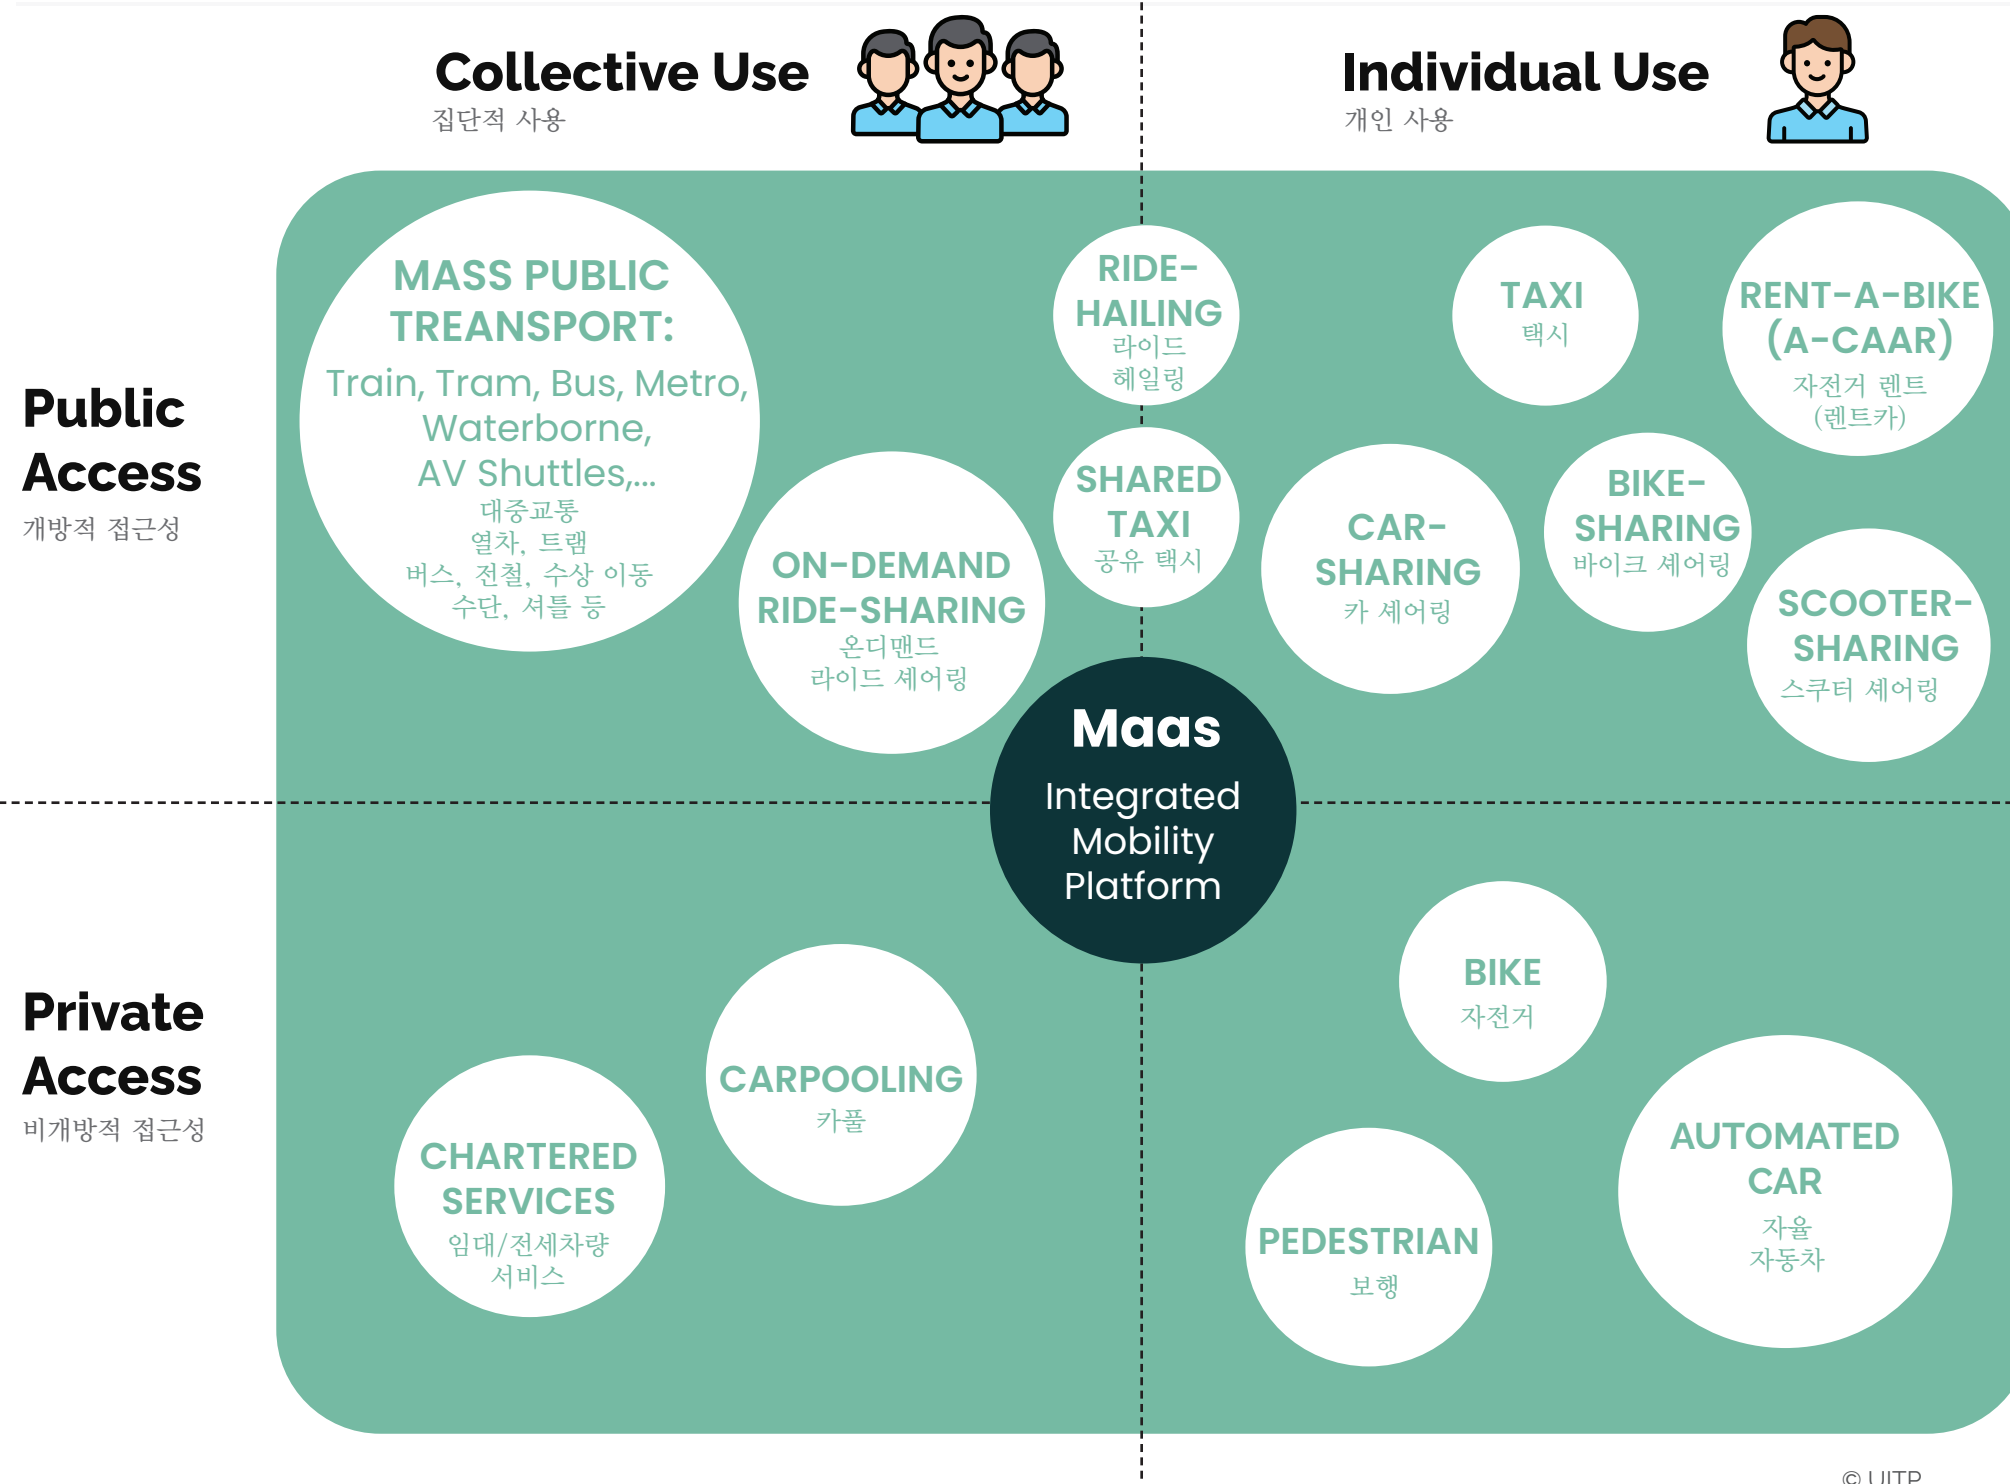 Collective Use
집단적 사용
Individual Use
개인 사용
Public
Access
개방적 접근성
MASS PUBLIC
TREANSPORT:
Train, Tram, Bus, Metro,
Waterborne,
AV Shuttles,...
대중교통
열차, 트램
버스, 전철, 수상 이동
수단, 셔틀 등
ON-DEMAND
RIDE-SHARING
온디맨드
라이드 셰어링
RIDE-
HAILING
라이드
헤일링
SHARED
TAXI
공유 택시
TAXI
택시
RENT-A-BIKE
(A-CAAR)
자전거 렌트
(렌트카)
CAR-
SHARING
카 셰어링
BIKE-
SHARING
바이크 셰어링
SCOOTER-
SHARING
스쿠터 셰어링
Maas
Integrated
Mobility
Platform
Private
Access
비개방적 접근성
CHARTERED
SERVICES
임대/전세차량
서비스
CARPOOLING
카풀
BIKE
자전거
PEDESTRIAN
보행
AUTOMATED
CAR
자율
자동차
© UITP